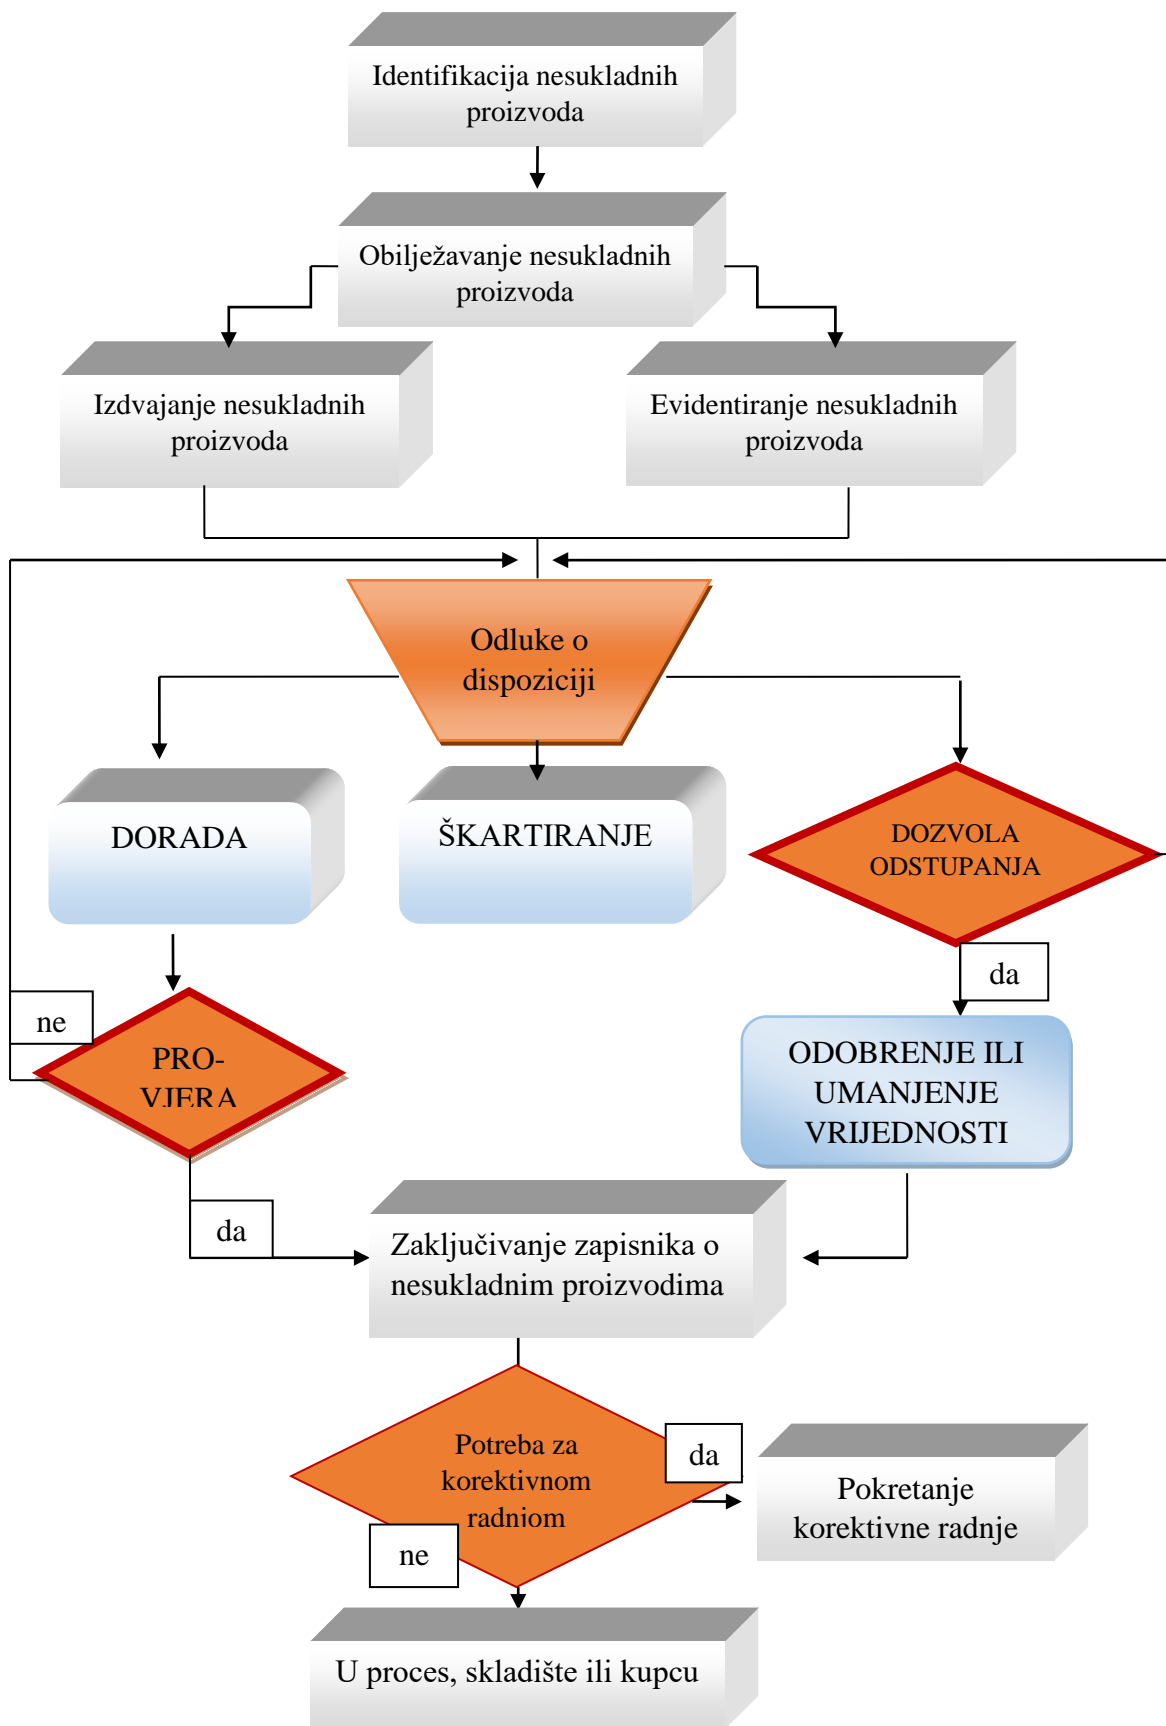 Identifikacija nesukladnih
proizvoda
Obilježavanje nesukladnih
proizvoda
Izdvajanje nesukladnih
proizvoda
Evidentiranje nesukladnih
proizvoda
Odluke o
dispoziciji
DORADA
ŠKARTIRANJE
DOZVOLA
ODSTUPANJA
da
ne
PRO-
VJERA
ODOBRENJE ILI
UMANJENJE
VRIJEDNOSTI
da
Zaključivanje zapisnika o
nesukladnim proizvodima
Potreba za
korektivnom
radnjom
da
Pokretanje
korektivne radnje
ne
U proces, skladište ili kupcu